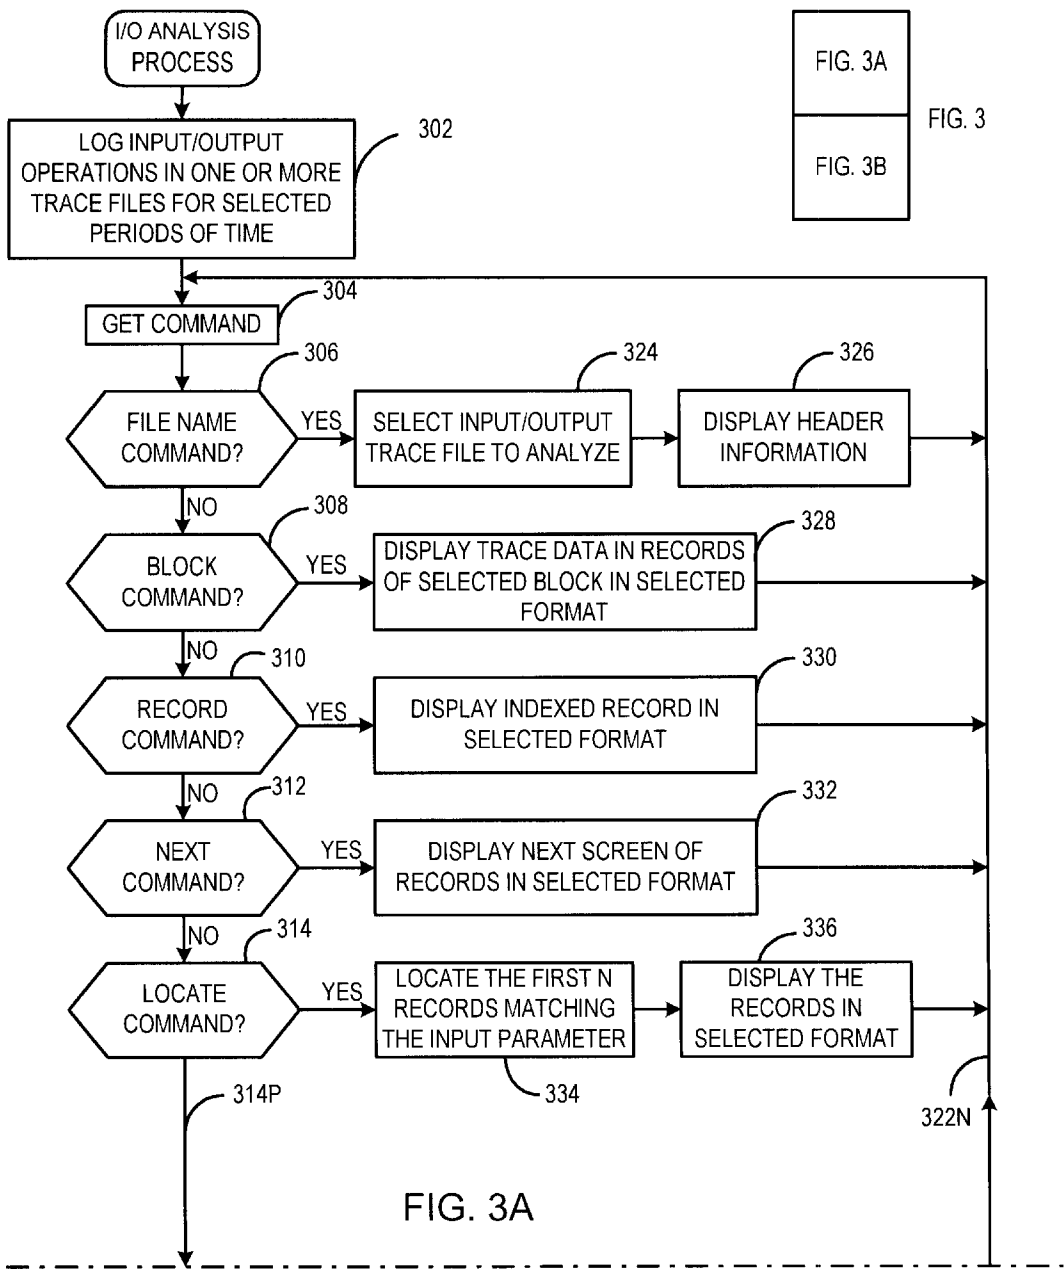 I/O ANALYSIS
PROCESS
FIG. 3A
FIG. 3
FIG. 3B
LOG INPUT/OUTPUT
OPERATIONS IN ONE OR MORE
TRACE FILES FOR SELECTED
PERIODS OF TIME
302
304
GET COMMAND
306
FILE NAME
COMMAND?
YES
324
SELECT INPUT/OUTPUT
TRACE FILE TO ANALYZE
326
DISPLAY HEADER
INFORMATION
NO
308
BLOCK
COMMAND?
YES
328
DISPLAY TRACE DATA IN RECORDS
OF SELECTED BLOCK IN SELECTED
FORMAT
NO
310
RECORD
COMMAND?
YES
330
DISPLAY INDEXED RECORD IN
SELECTED FORMAT
NO
312
NEXT
COMMAND?
YES
332
DISPLAY NEXT SCREEN OF
RECORDS IN SELECTED FORMAT
NO
314
LOCATE
COMMAND?
YES
LOCATE THE FIRST N
RECORDS MATCHING
THE INPUT PARAMETER
334
336
DISPLAY THE
RECORDS IN
SELECTED FORMAT
314P
322N
FIG. 3A